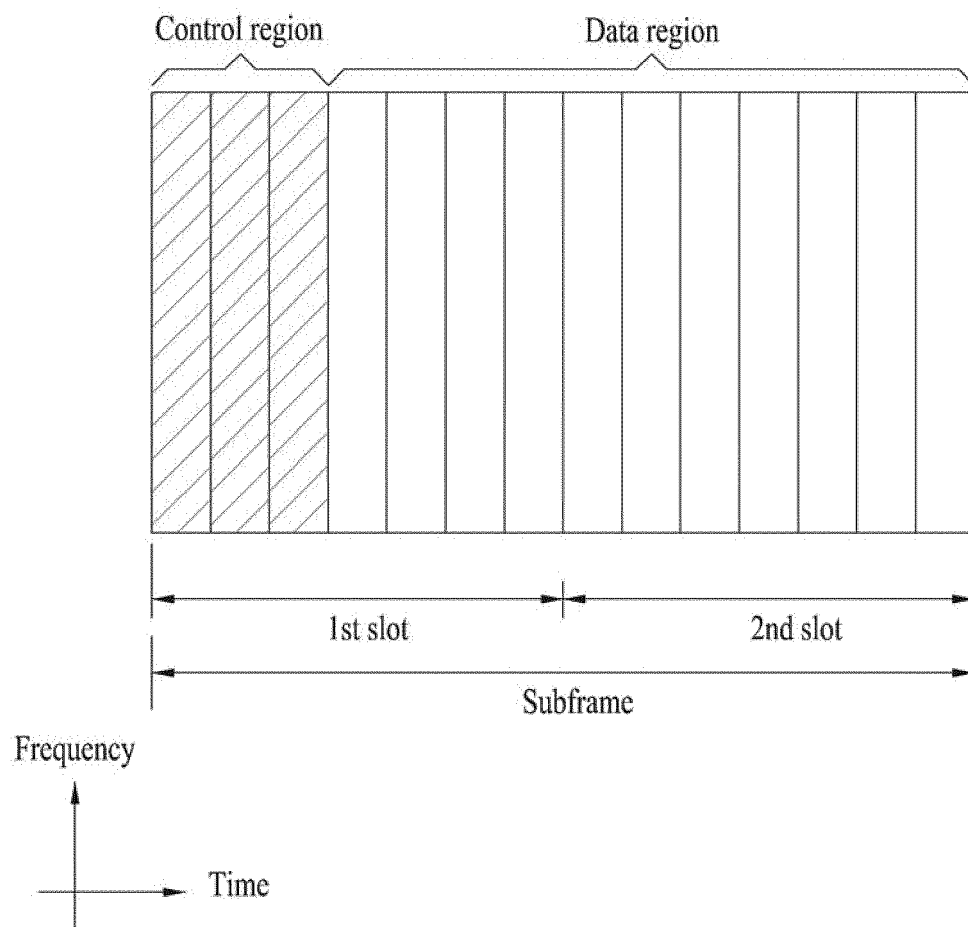 Control region
Data region
1st slot
2nd slot
Subframe
Frequency
Time